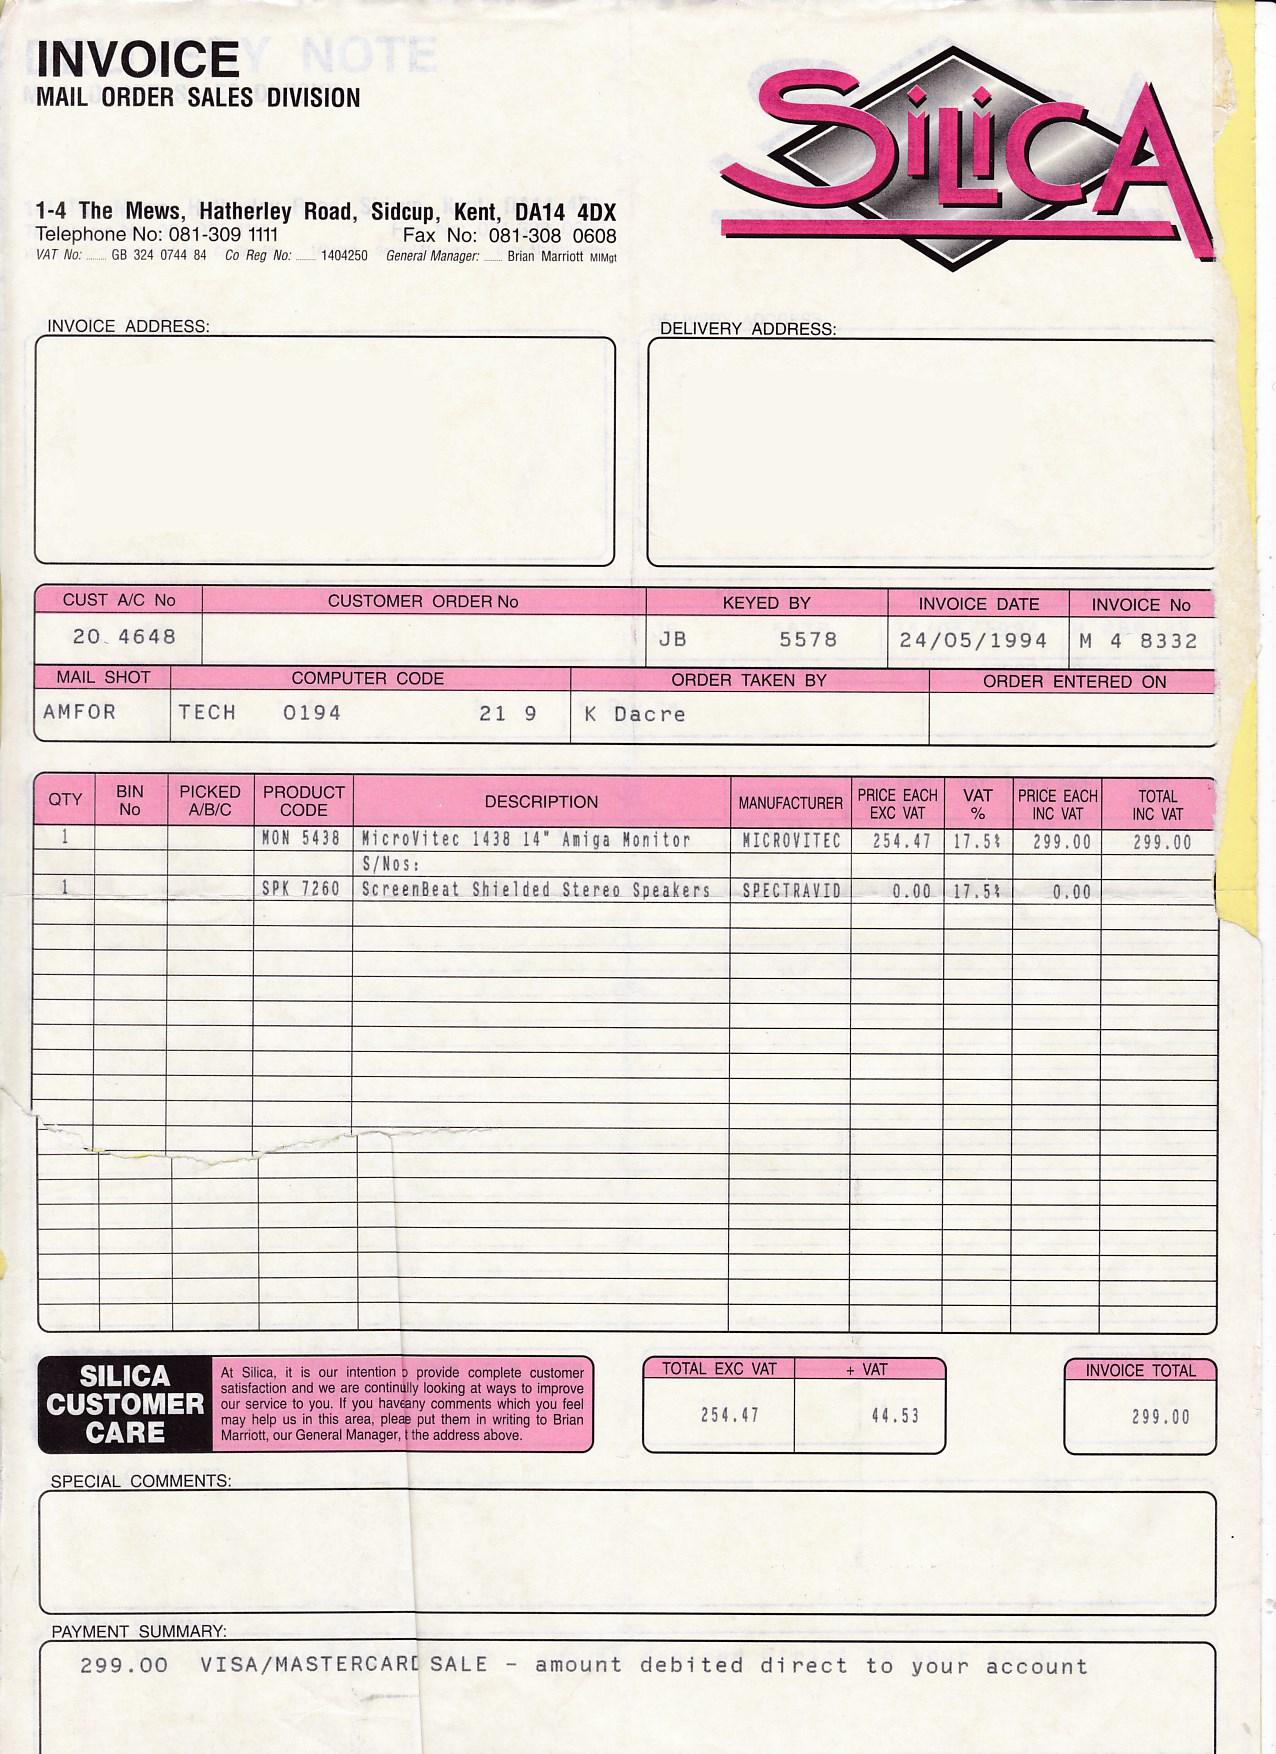 INVOICE
MAIL ORDER SALES DIVISION
SiLiCA
1-4 The Mews, Hatherley Road, Sidcup, Kent, DA14 4DX
Telephone No: 081-309 1111 Fax No: 081-308 0608
VAT No: ........ GB 324 0744 84 Co Reg No: ........ 1404250 General Manager: ....... Brian Marriott MIMgt
INVOICE ADDRESS: DELIVERY ADDRESS:
CUST A/C No CUSTOMER ORDER No KEYED BY INVOICE DATE INVOICE No
20 4648 JB 5578 24/05/1994 M 4 8332
MAIL SHOT COMPUTER CODE ORDER TAKEN BY ORDER ENTERED ON
AMFOR TECH 0194 21 9 K Dacre
QTY BIN No PICKED A/B/C PRODUCT CODE DESCRIPTION MANUFACTURER PRICE EACH EXC VAT VAT % PRICE EACH INC VAT TOTAL INC VAT
1 MON 5438 MicroVitec 1438 14" Amiga Monitor MICROVITEC 254.47 17.5% 299.00 299.00
S/Nos:
1 SPK 7260 ScreenBeat Shielded Stereo Speakers SPECTRAVID 0.00 17.5% 0.00
SILICA
CUSTOMER
CARE
At Silica, it is our intention o provide complete customer
satisfaction and we are continully looking at ways to improve
our service to you. If you have any comments which you feel
may help us in this area, pleae put them in writing to Brian
Marriott, our General Manager, t the address above.
TOTAL EXC VAT + VAT INVOICE TOTAL
254.47 44.53 299.00
SPECIAL COMMENTS:
PAYMENT SUMMARY:
299.00 VISA/MASTERCARD SALE - amount debited direct to your account